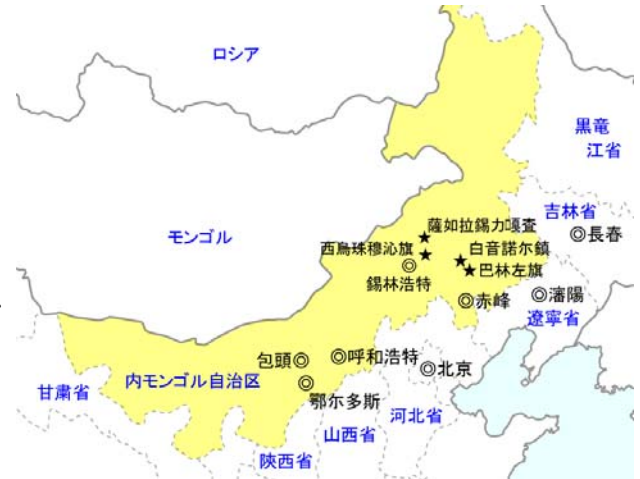 ロシア
黒竜
江省
モンゴル
吉林省
◎長春
薩如拉錫力嘎査
★
西烏珠穆沁旗★
白音諾尓鎮
★
★巴林左旗
◎
錫林浩特
◎赤峰
◎瀋陽
遼寧省
包頭◎
◎呼和浩特
◎北京
甘粛省
内モンゴル自治区
◎
鄂尓多斯
河北省
山西省
陝西省